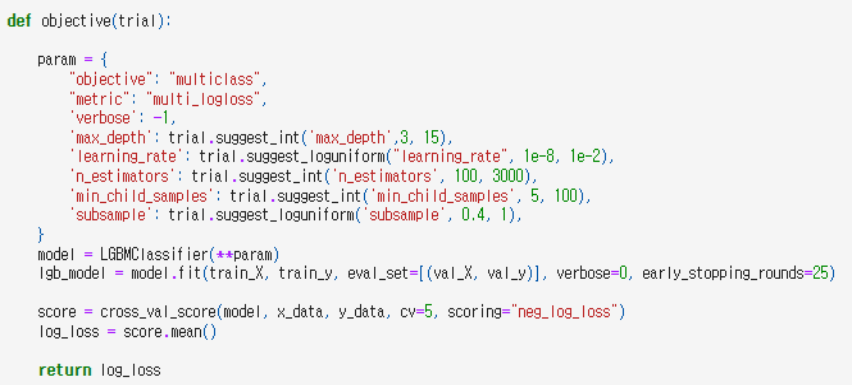 def objective(trial):
param = {
"objective": "multiclass",
"metric": "multi_logloss",
'verbose': -1,
'max_depth': trial.suggest_int('max_depth',3, 15),
'learning_rate': trial.suggest_loguniform("learning_rate", 1e-8, 1e-2),
'n_estimators': trial.suggest_int('n_estimators', 100, 3000),
'min_child_samples': trial.suggest_int('min_child_samples', 5, 100),
'subsample': trial.suggest_loguniform('subsample', 0.4, 1),
}
model = LGBMClassifier(**param)
lgb_model = model.fit(train_X, train_y, eval_set=[(val_X, val_y)], verbose=0, early_stopping_rounds=25)
score = cross_val_score(model, x_data, y_data, cv=5, scoring="neg_log_loss")
log_loss = score.mean()
return log_loss